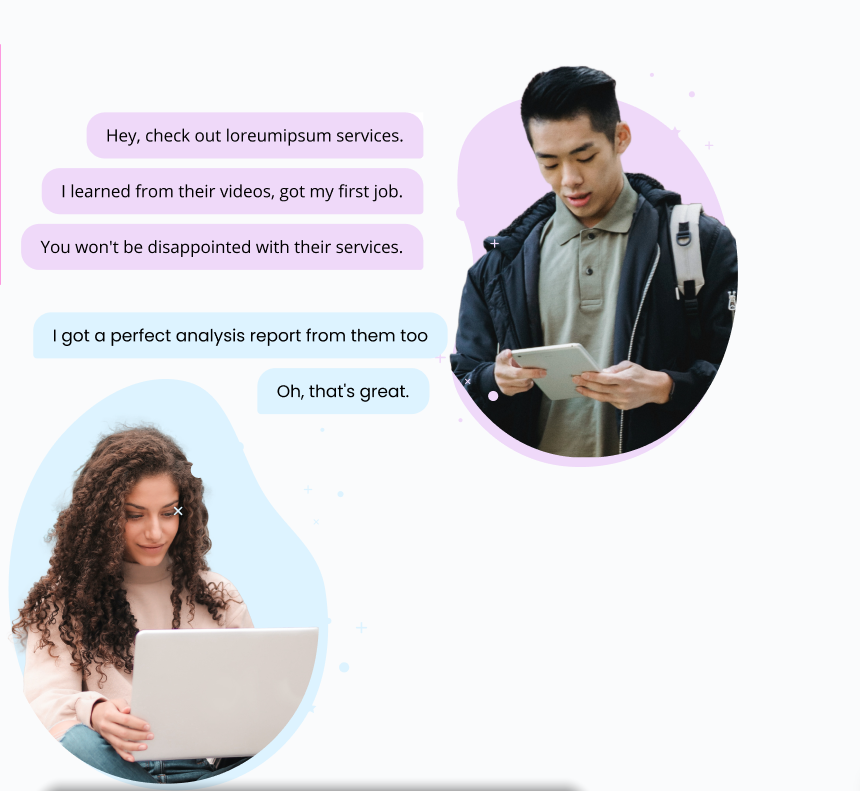 Hey, check out loreumipsum services.
I learned from their videos, got my first job.
You won't be disappointed with their services.
I got a perfect analysis report from them too
Oh, that's great.